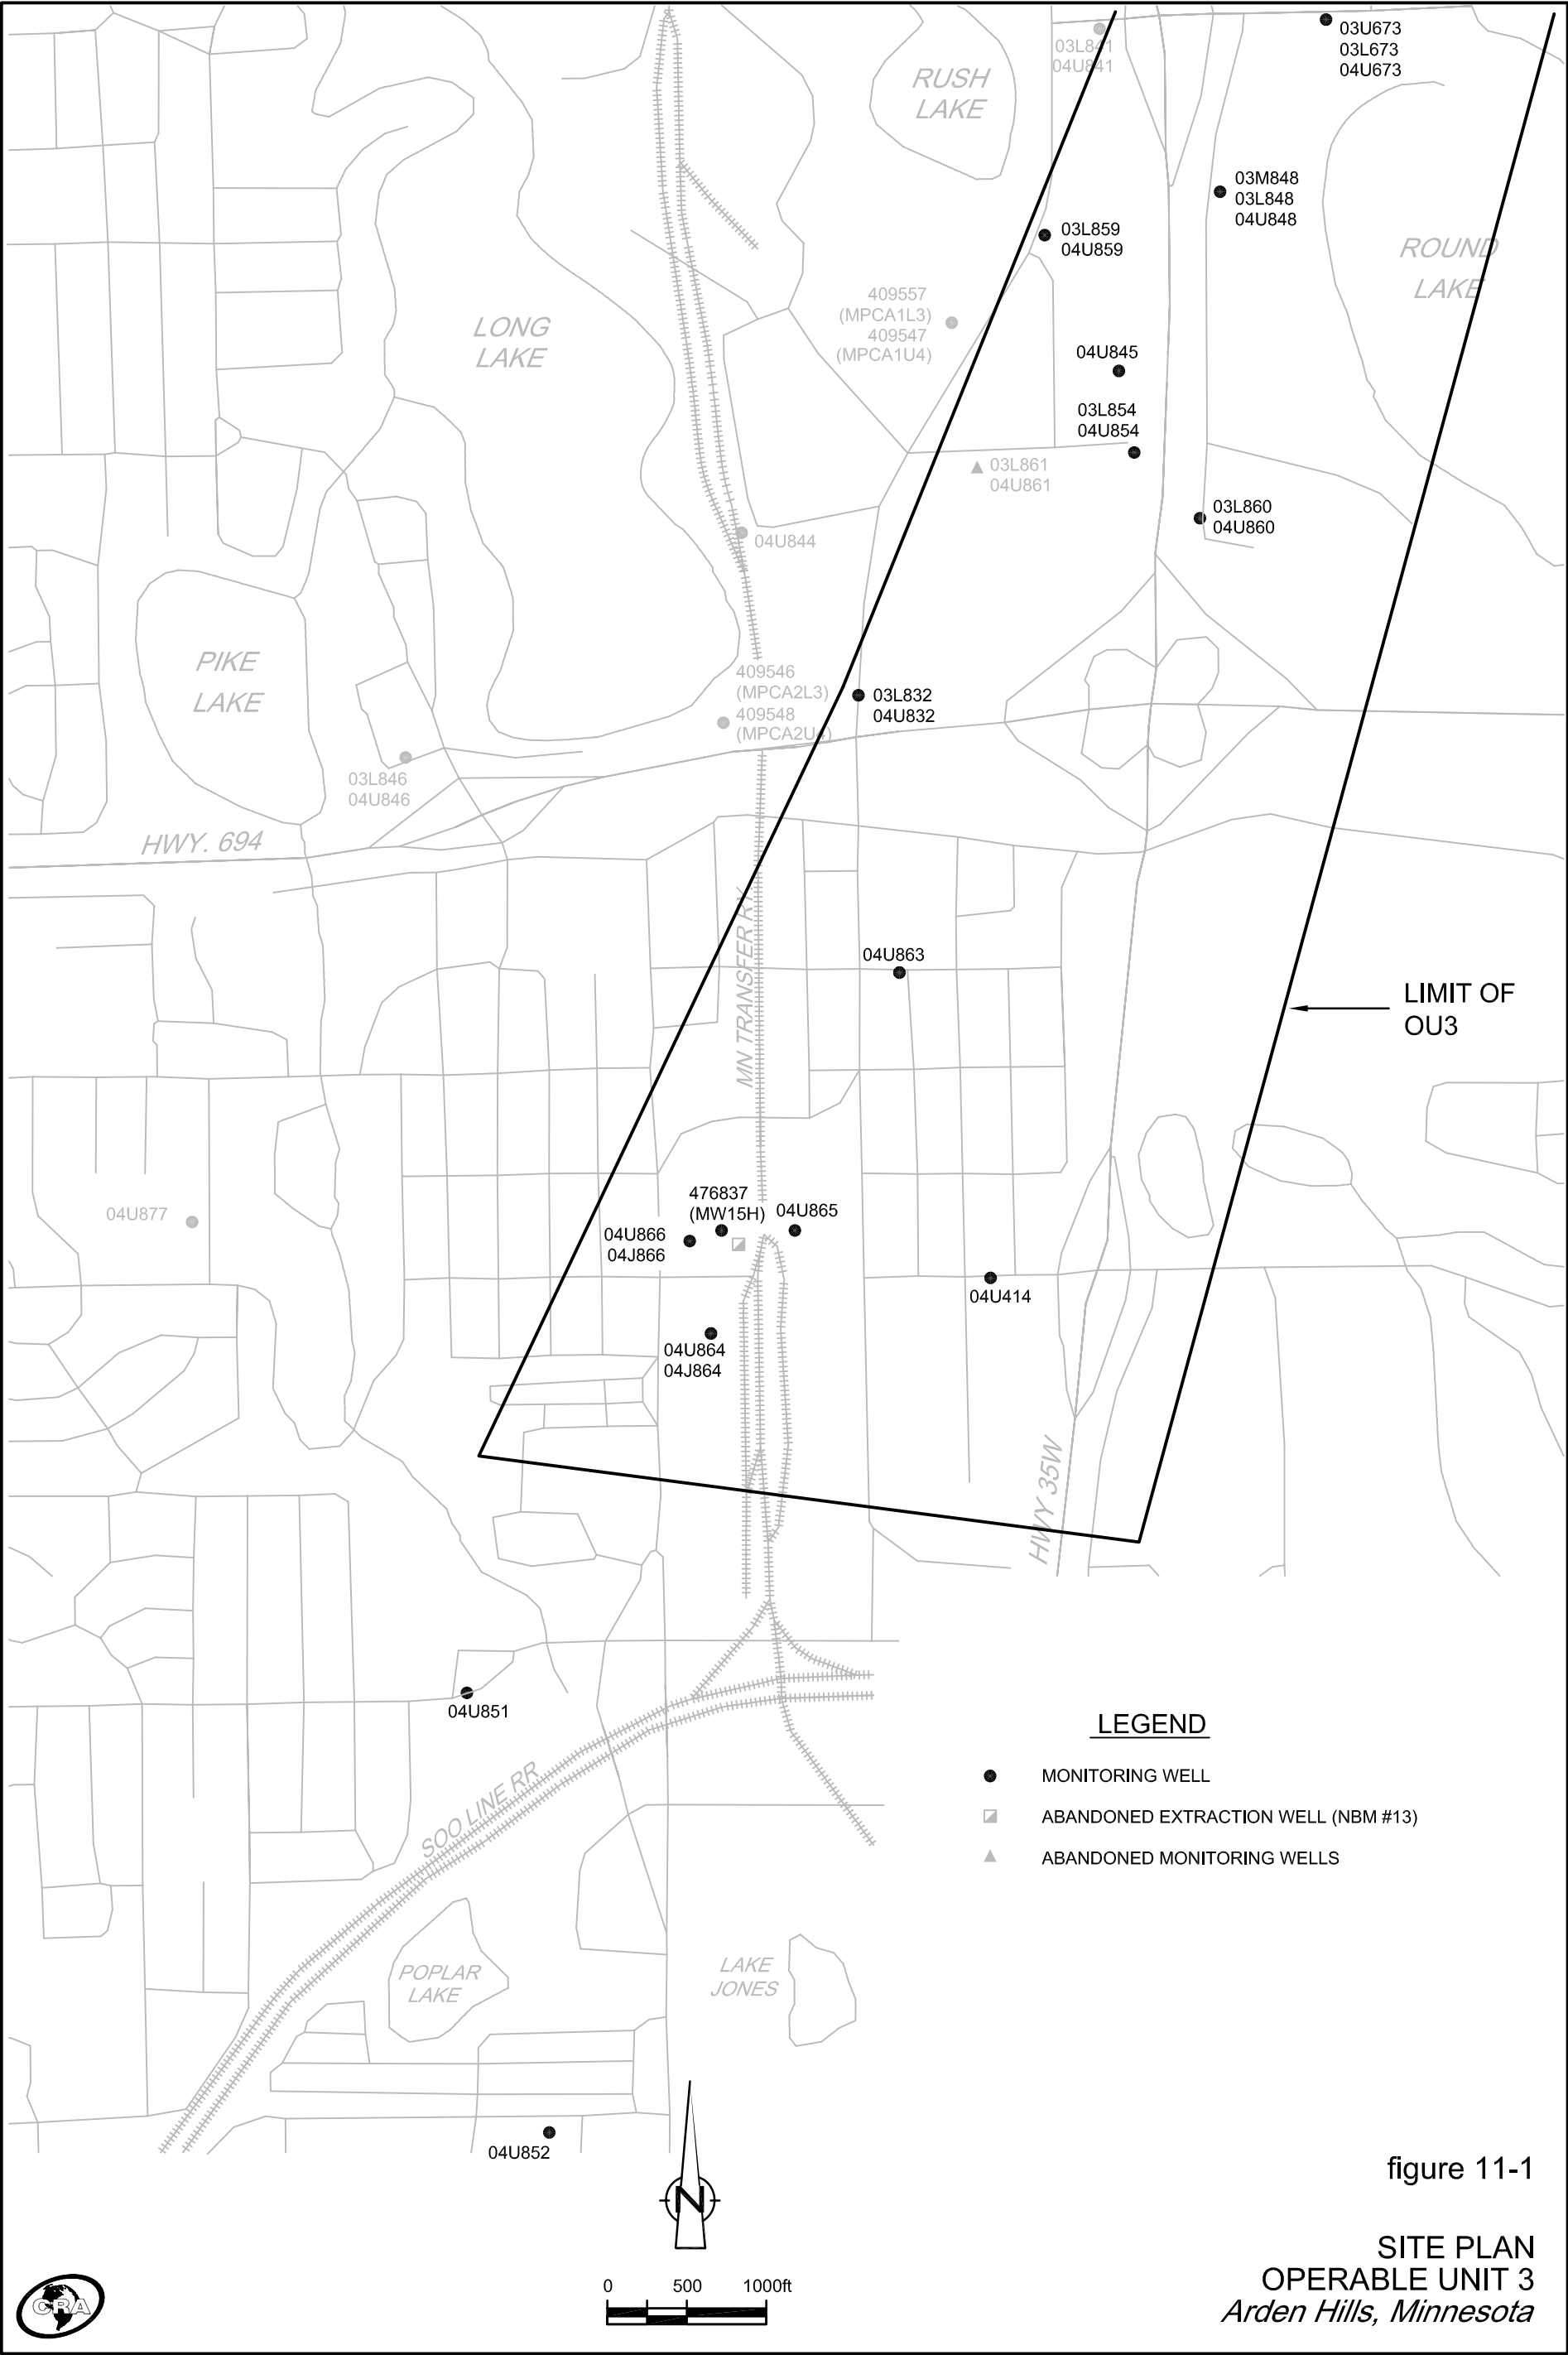 03U673
03L673
04U673
03L841
04U841
RUSH
LAKE
03M848
03L848
04U848
03L859
04U859
ROUND
LAKE
409557
(MPCA1L3)
409547
(MPCA1U4)
LONG
LAKE
04U845
03L854
04U854
03L861
04U861
03L860
04U860
04U844
PIKE
LAKE
409546
(MPCA2L3)
409548
(MPCA2U4)
03L832
04U832
03L846
04U846
HWY. 694
MN TRANSFER RY.
04U863
LIMIT OF
OU3
04U877
476837
(MW15H)
04U865
04U866
04J866
04U414
04U864
04J864
HWY 35W
04U851
SOO LINE RR
LEGEND
MONITORING WELL
ABANDONED EXTRACTION WELL (NBM #13)
ABANDONED MONITORING WELLS
POPLAR
LAKE
LAKE
JONES
04U852
N
0 500 1000ft
CRA
figure 11-1
SITE PLAN
OPERABLE UNIT 3
Arden Hills, Minnesota